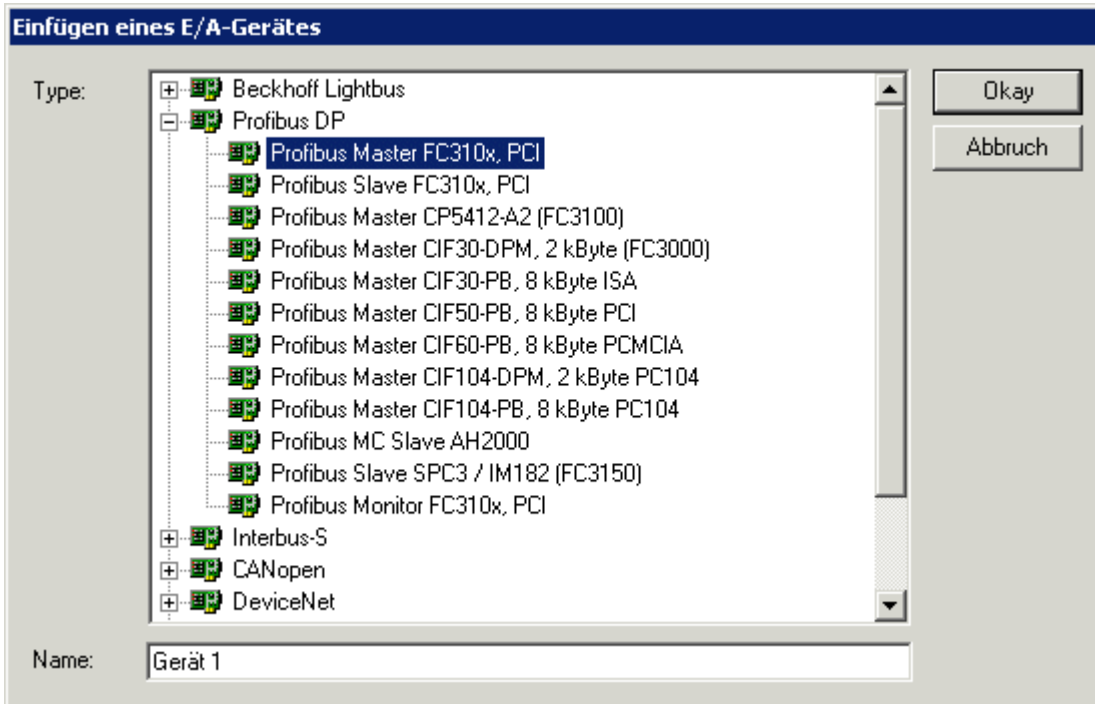 Einfügen eines E/A-Gerätes
Type:
Beckhoff Lightbus
Profibus DP
Profibus Master FC310x, PCI
Profibus Slave FC310x, PCI
Profibus Master CP5412-A2 (FC3100)
Profibus Master CIF30-DPM, 2 kByte (FC3000)
Profibus Master CIF30-PB, 8 kByte ISA
Profibus Master CIF50-PB, 8 kByte PCI
Profibus Master CIF60-PB, 8 kByte PCMCIA
Profibus Master CIF104-DPM, 2 kByte PC104
Profibus Master CIF104-PB, 8 kByte PC104
Profibus MC Slave AH2000
Profibus Slave SPC3 / IM182 (FC3150)
Profibus Monitor FC310x, PCI
Interbus-S
CANopen
DeviceNet
Okay
Abbruch
Name:
Gerät 1